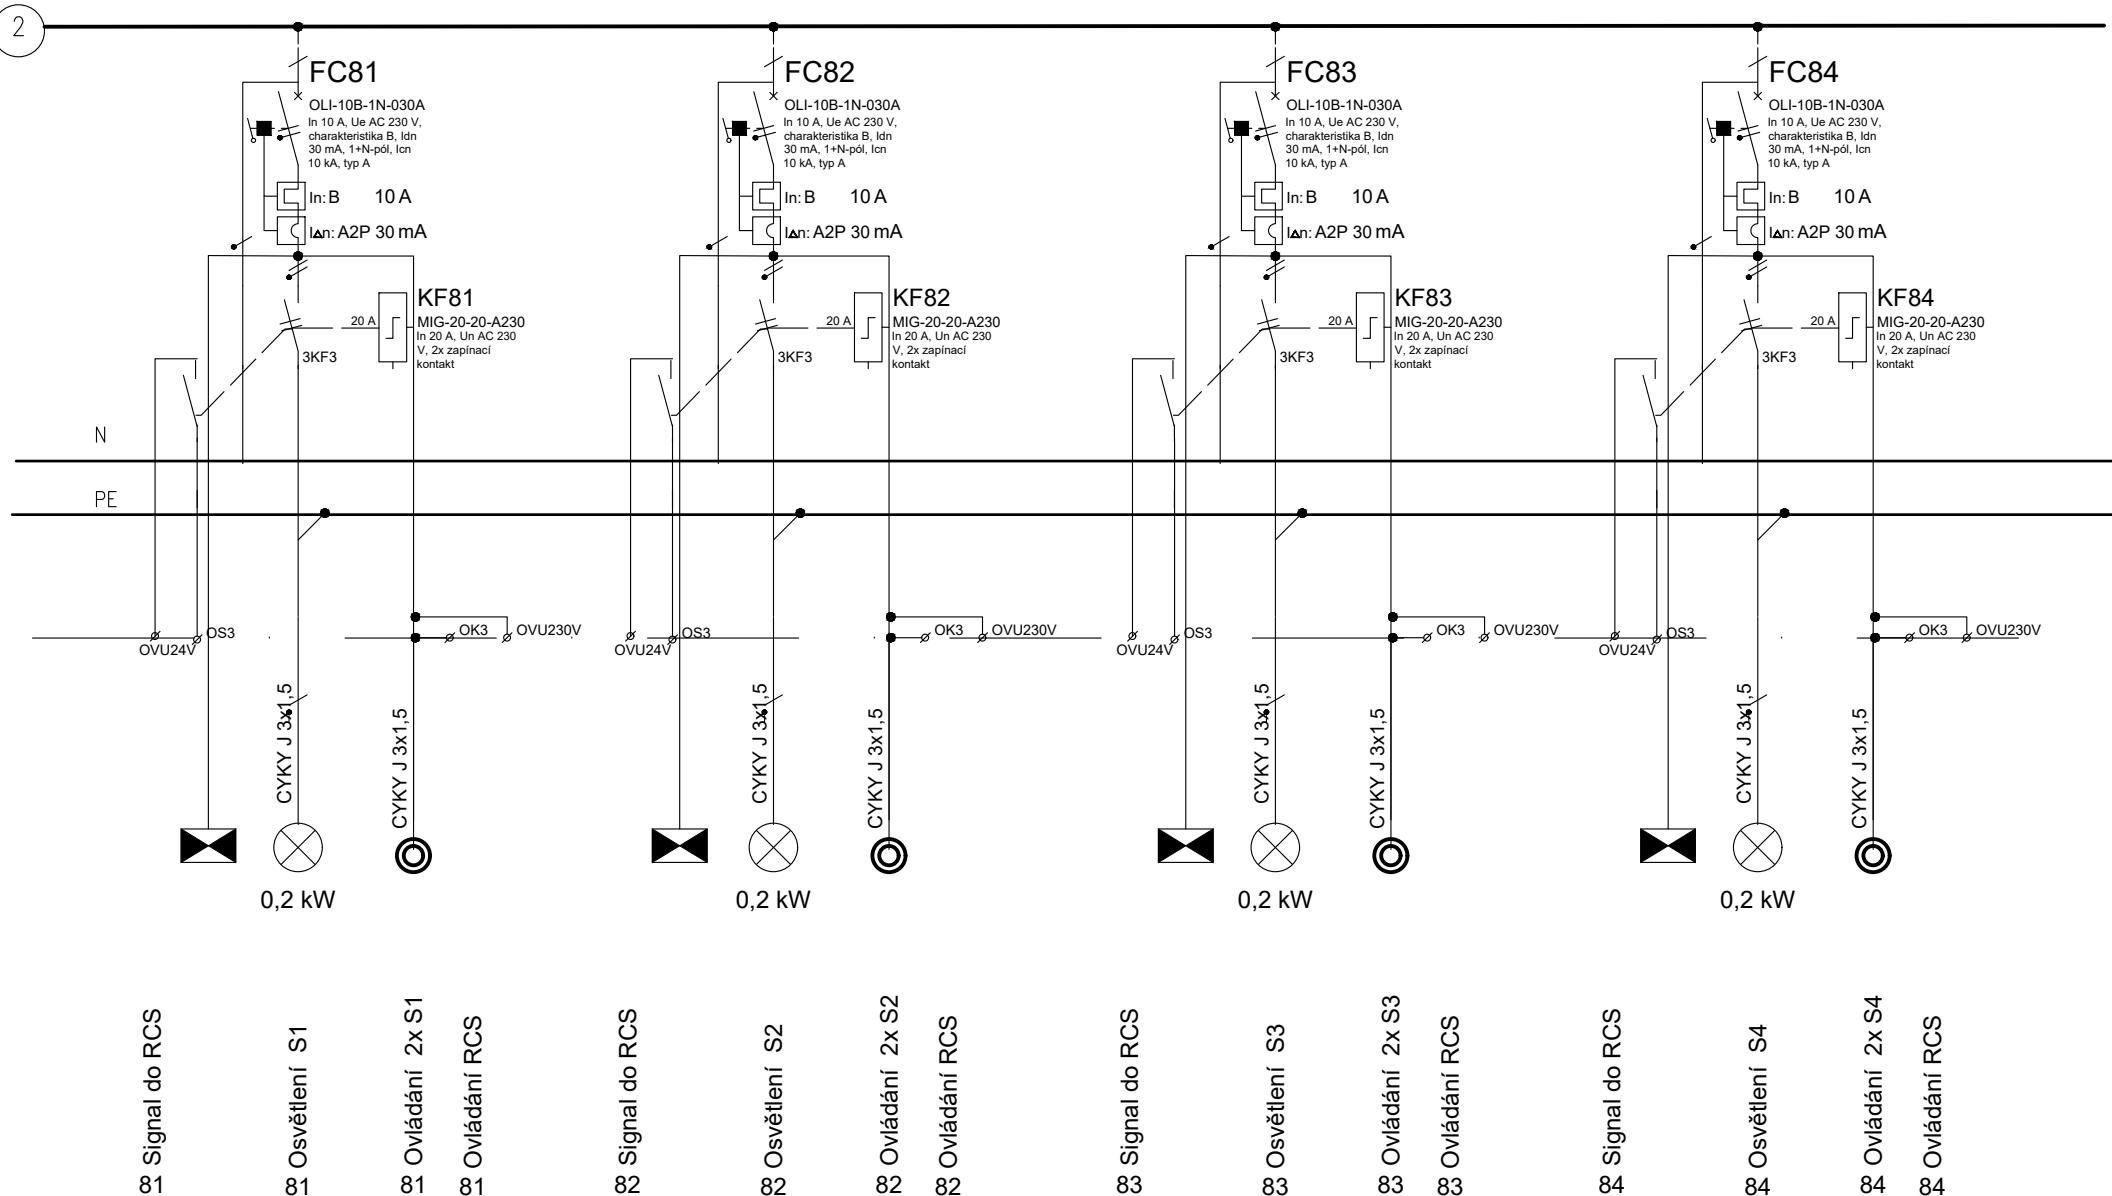 2
FC81
OLI-10B-1N-030A
In 10 A, Ue AC 230 V,
charakteristika B, Idn
30 mA, 1+N-pól, Icn
10 kA, typ A
In: B 10 A
IΔn: A2P 30 mA
KF81
MIG-20-20-A230
In 20 A, Un AC 230
V, 2x zapínací
kontakt
20 A
3KF3
FC82
OLI-10B-1N-030A
In 10 A, Ue AC 230 V,
charakteristika B, Idn
30 mA, 1+N-pól, Icn
10 kA, typ A
In: B 10 A
IΔn: A2P 30 mA
KF82
MIG-20-20-A230
In 20 A, Un AC 230
V, 2x zapínací
kontakt
20 A
3KF3
FC83
OLI-10B-1N-030A
In 10 A, Ue AC 230 V,
charakteristika B, Idn
30 mA, 1+N-pól, Icn
10 kA, typ A
In: B 10 A
IΔn: A2P 30 mA
KF83
MIG-20-20-A230
In 20 A, Un AC 230
V, 2x zapínací
kontakt
20 A
3KF3
FC84
OLI-10B-1N-030A
In 10 A, Ue AC 230 V,
charakteristika B, Idn
30 mA, 1+N-pól, Icn
10 kA, typ A
In: B 10 A
IΔn: A2P 30 mA
KF84
MIG-20-20-A230
In 20 A, Un AC 230
V, 2x zapínací
kontakt
20 A
3KF3
N
PE
OVU24V
OS3
OK3
OVU230V
OVU24V
OS3
OK3
OVU230V
OVU24V
OS3
OK3
OVU230V
OVU24V
OS3
OK3
OVU230V
CYKY J 3x1,5
CYKY J 3x1,5
CYKY J 3x1,5
CYKY J 3x1,5
CYKY J 3x1,5
CYKY J 3x1,5
CYKY J 3x1,5
CYKY J 3x1,5
0,2 kW
0,2 kW
0,2 kW
0,2 kW
81 Signal do RCS
81 Osvětlení S1
81 Ovládání 2x S1
81 Ovládání RCS
82 Signal do RCS
82 Osvětlení S2
82 Ovládání 2x S2
82 Ovládání RCS
83 Signal do RCS
83 Osvětlení S3
83 Ovládání 2x S3
83 Ovládání RCS
84 Signal do RCS
84 Osvětlení S4
84 Ovládání 2x S4
84 Ovládání RCS